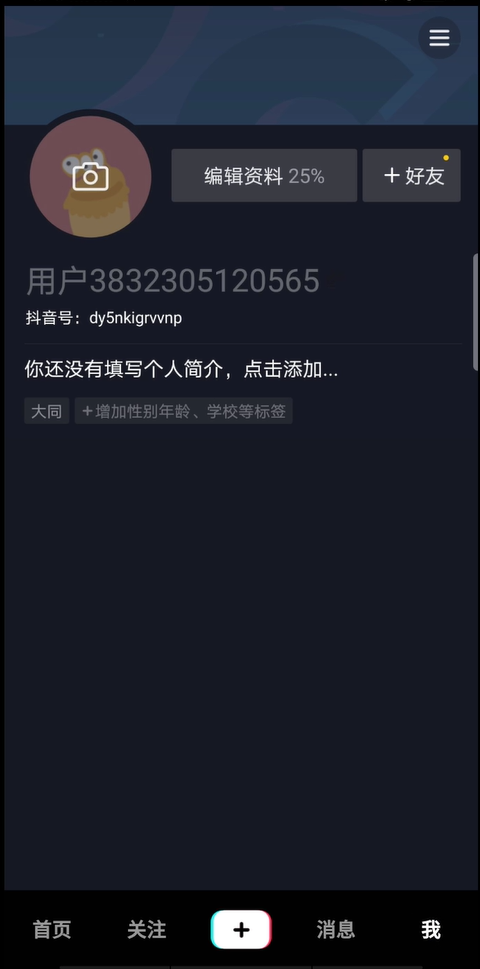 编辑资料 25%
+好友
用户3832305120565
抖音号：dy5nkigrvvnp
你还没有填写个人简介，点击添加...
大同
+增加性别年龄、学校等标签
首页
关注
消息
我